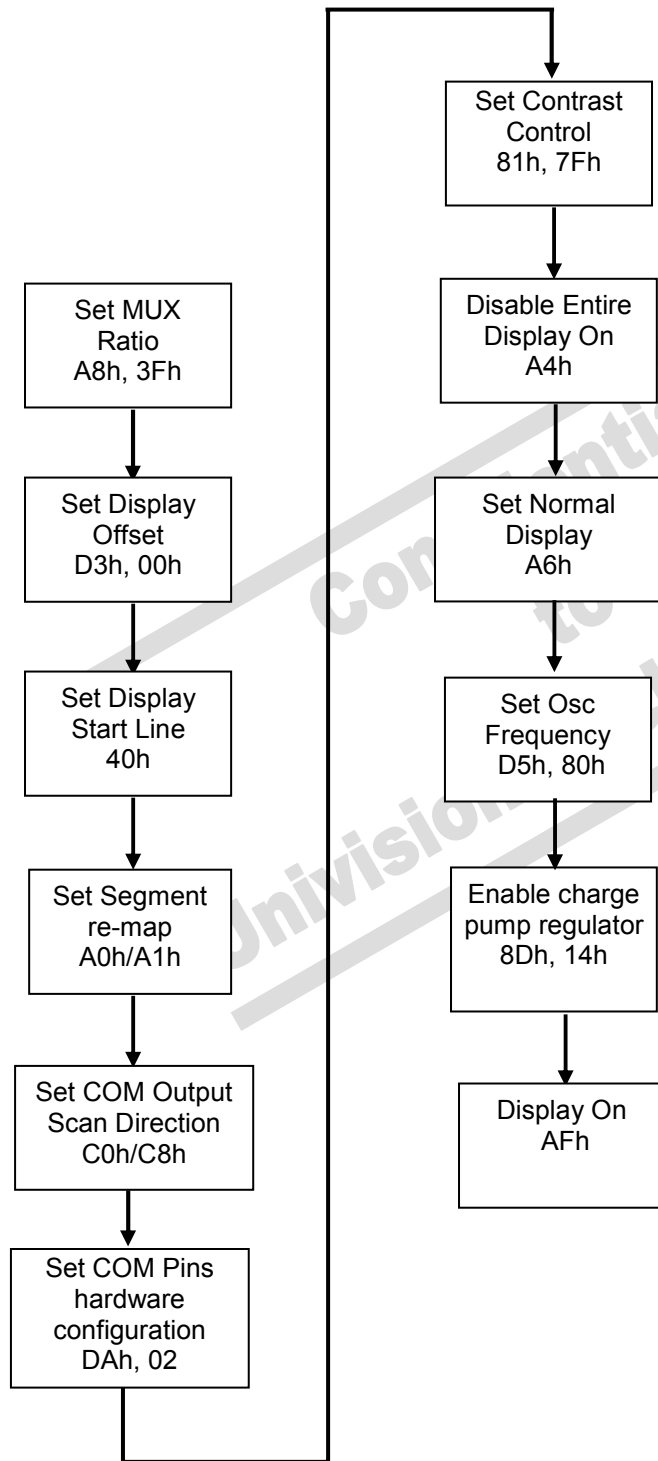 Set MUX
Ratio
A8h, 3Fh
Set Display
Offset
D3h, 00h
Set Display
Start Line
40h
Set Segment
re-map
A0h/A1h
Set COM Output
Scan Direction
C0h/C8h
Set COM Pins
hardware
configuration
DAh, 02
Set Contrast
Control
81h, 7Fh
Disable Entire
Display On
A4h
Set Normal
Display
A6h
Set Osc
Frequency
D5h, 80h
Enable charge
pump regulator
8Dh, 14h
Display On
AFh
to
Univision